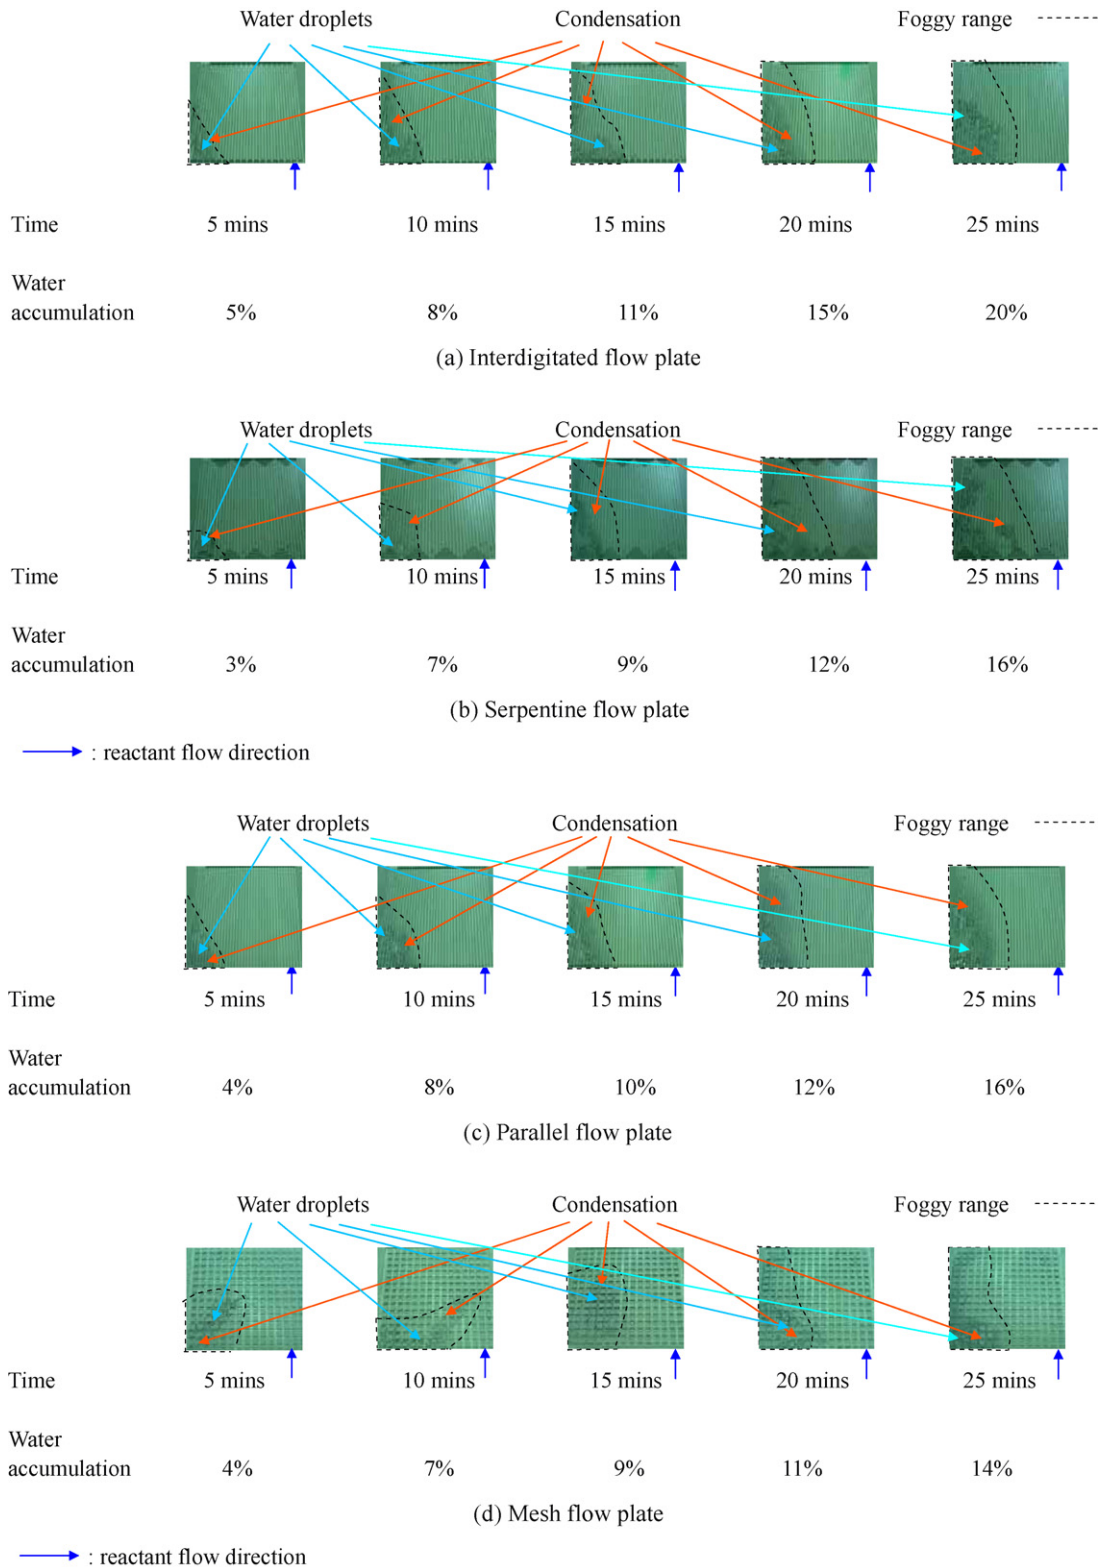 Water droplets Condensation Foggy range
Time 5 mins 10 mins 15 mins 20 mins 25 mins
Water
accumulation 5% 8% 11% 15% 20%
(a) Interdigitated flow plate
Water droplets Condensation Foggy range
Time 5 mins 10 mins 15 mins 20 mins 25 mins
Water
accumulation 3% 7% 9% 12% 16%
(b) Serpentine flow plate
: reactant flow direction
Water droplets Condensation Foggy range
Time 5 mins 10 mins 15 mins 20 mins 25 mins
Water
accumulation 4% 8% 10% 12% 16%
(c) Parallel flow plate
Water droplets Condensation Foggy range
Time 5 mins 10 mins 15 mins 20 mins 25 mins
Water
accumulation 4% 7% 9% 11% 14%
(d) Mesh flow plate
: reactant flow direction